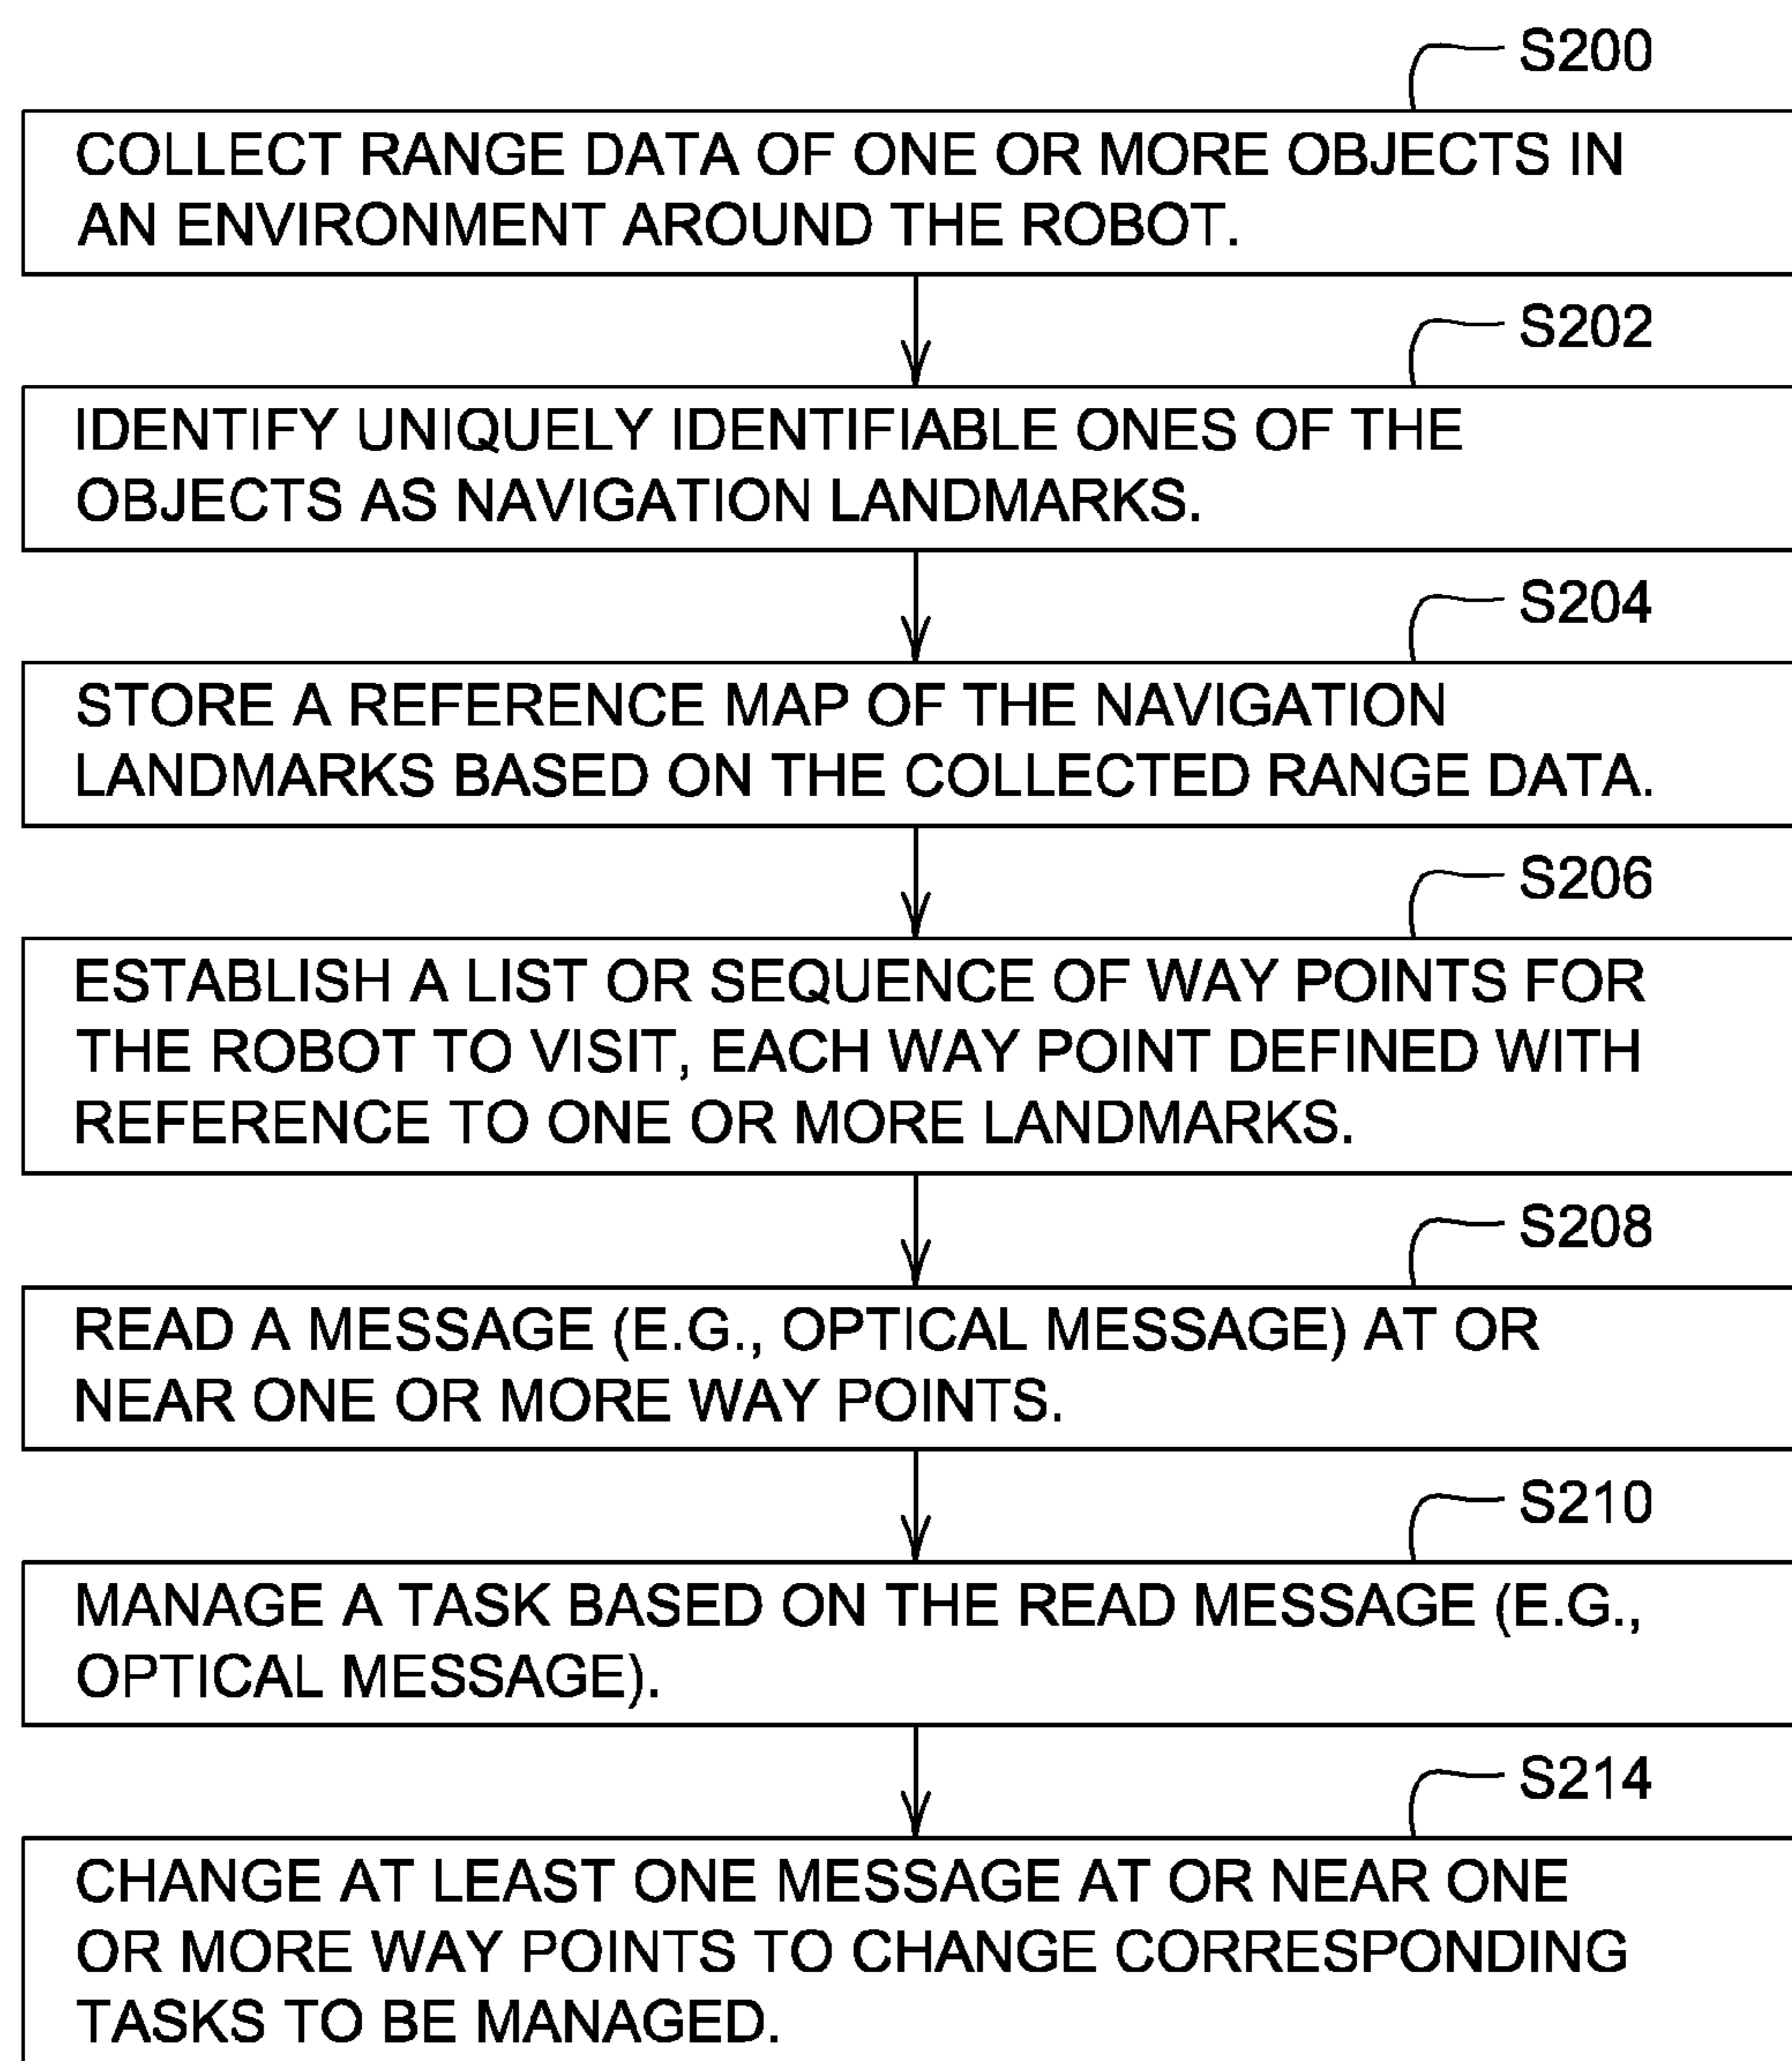 S200
COLLECT RANGE DATA OF ONE OR MORE OBJECTS IN
AN ENVIRONMENT AROUND THE ROBOT.
S202
IDENTIFY UNIQUELY IDENTIFIABLE ONES OF THE
OBJECTS AS NAVIGATION LANDMARKS.
S204
STORE A REFERENCE MAP OF THE NAVIGATION
LANDMARKS BASED ON THE COLLECTED RANGE DATA.
S206
ESTABLISH A LIST OR SEQUENCE OF WAY POINTS FOR
THE ROBOT TO VISIT, EACH WAY POINT DEFINED WITH
REFERENCE TO ONE OR MORE LANDMARKS.
S208
READ A MESSAGE (E.G., OPTICAL MESSAGE) AT OR
NEAR ONE OR MORE WAY POINTS.
S210
MANAGE A TASK BASED ON THE READ MESSAGE (E.G.,
OPTICAL MESSAGE).
S214
CHANGE AT LEAST ONE MESSAGE AT OR NEAR ONE
OR MORE WAY POINTS TO CHANGE CORRESPONDING
TASKS TO BE MANAGED.